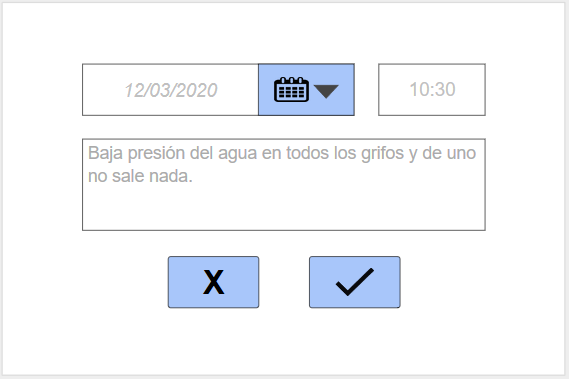 12/03/2020 10:30
Baja presión del agua en todos los grifos y de uno
no sale nada.
X